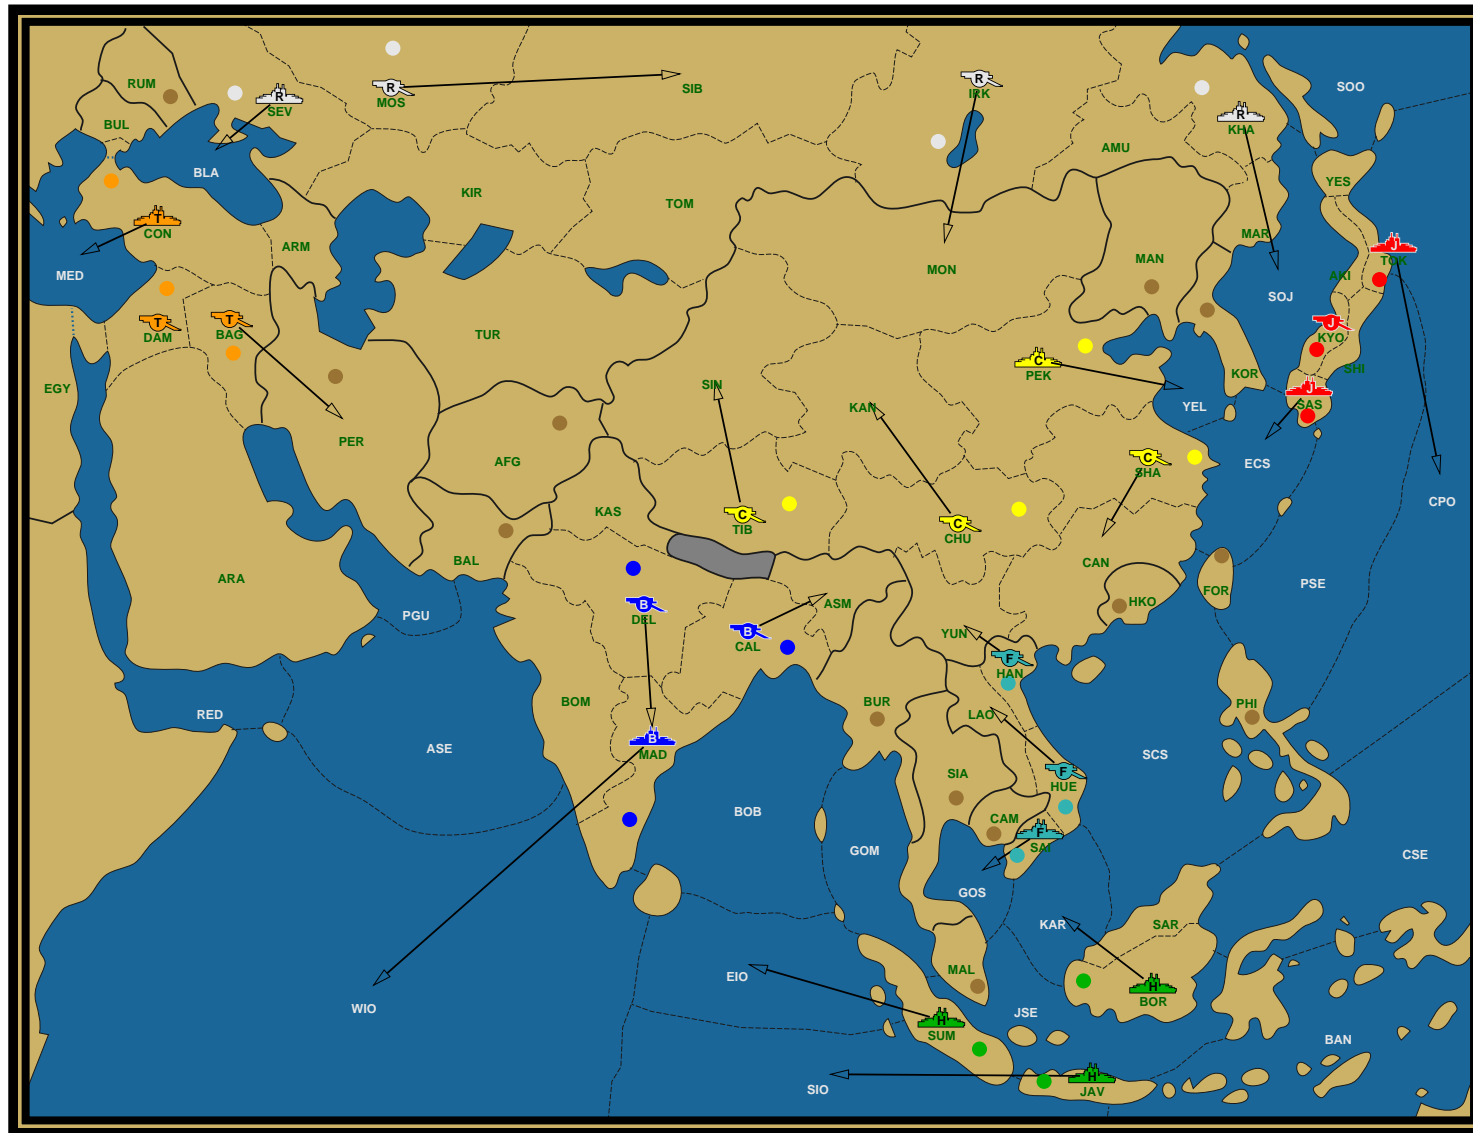 SOO
R
MOS
SIB
R
IRK
RUM
R
SEV
R
KHA
BUL
AMU
BLA
YES
KIR
TOM
T
CON
ARM
MAR
J
TOK
MED
MON
MAN
AKI
SOJ
T
DAM
T
BAG
TUR
J
KYO
C
PEK
KOR
SHI
EGY
SIN
KAN
YEL
J
SAS
PER
AFG
C
SHA
ECS
CPO
KAS
C
TIB
C
CHU
BAL
CAN
ARA
PGU
B
DEL
ASM
HKO
FOR
PSE
B
CAL
YUN
F
HAN
BOM
BUR
LAO
PHI
RED
ASE
B
MAD
SCS
SIA
F
HUE
BOB
CAM
F
SAI
GOM
CSE
GOS
KAR
SAR
EIO
MAL
H
BOR
WIO
H
SUM
JSE
BAN
SIO
H
JAV